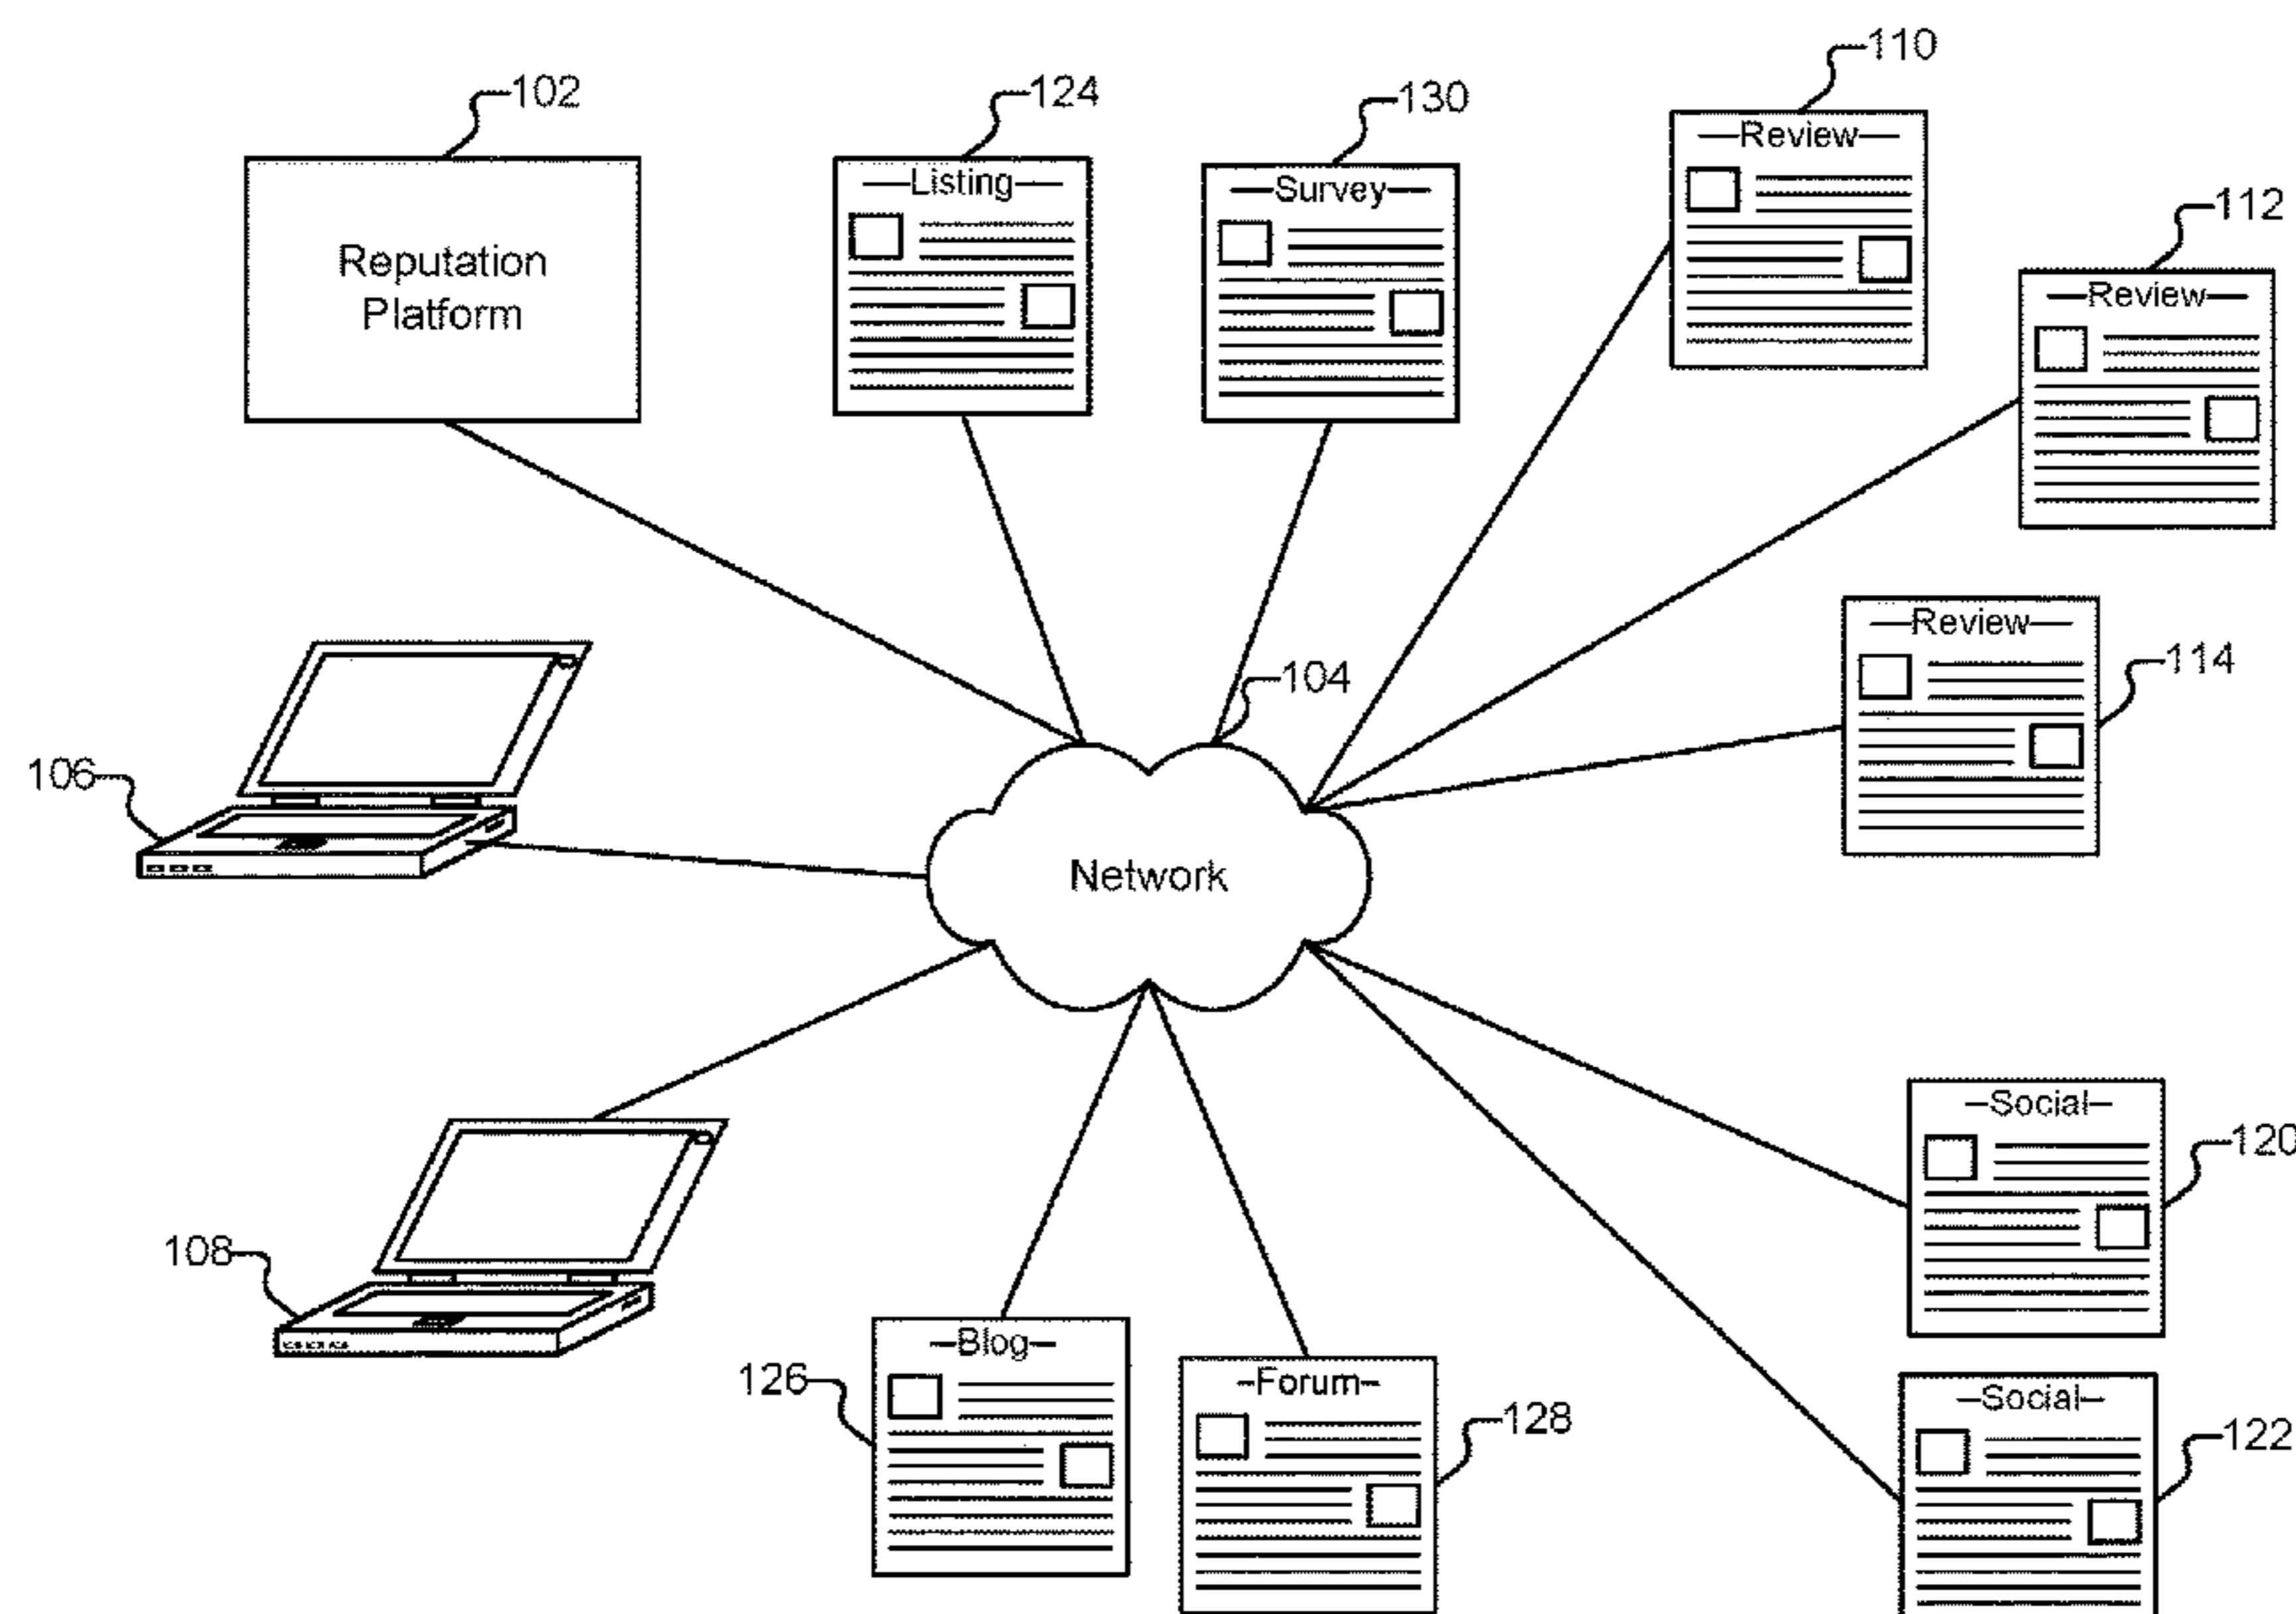 110
102
124
130
Review
Listing
Survey
112
Reputation
Platform
Review
Review
114
104
106
Network
Social
120
108
Blog
Forum
126
128
Social
122